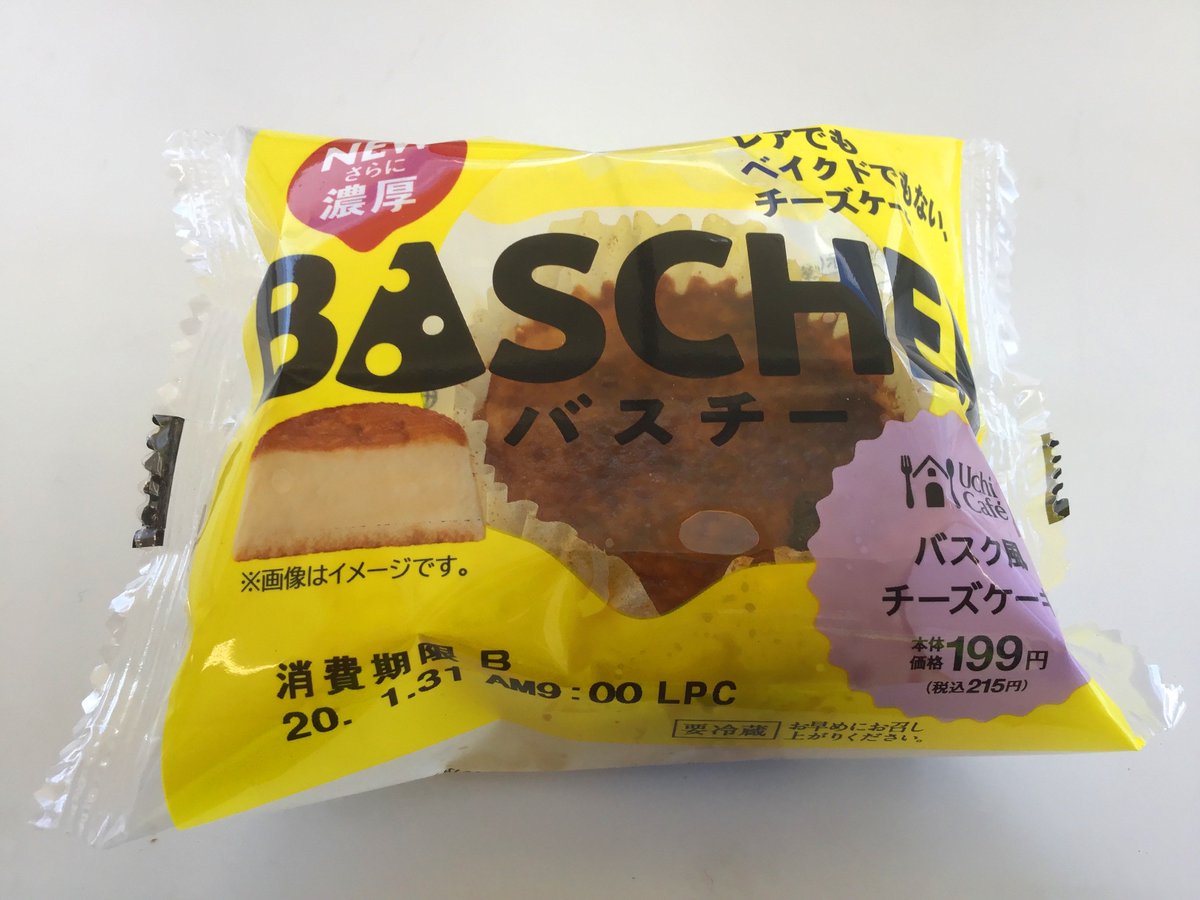 NEW
さらに
濃厚
レアでも
ベイクドでもない、
チーズケー
BASCHEE
バスチー
※画像はイメージです。
Uchi
Café
バスク風
チーズケーキ
本体
価格 199円
(税込215円)
消費期限 B
20. 1.31 AM9:00 LPC
要冷蔵 お早めにお召し
上がりください。